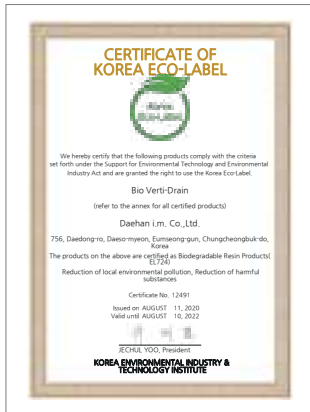 CERTIFICATE OF
KOREA ECO-LABEL
Korea
Eco-Label
We hereby certify that the following products comply with the criteria
set forth under the Support for Environmental Technology and Environmental
Industry Act and are granted the right to use the Korea Eco-Label.
Bio Verti-Drain
(refer to the annex for all certified products)
Daehan i.m. Co.,Ltd.
756, Daedong-ro, Daeso-myeon, Eumseong-gun, Chungcheongbuk-do,
Korea
The products on the above are certified as Biodegradable Resin Products(
EL724)
Reduction of local environmental pollution, Reduction of harmful
substances
Certificate No. 12491
Issued on AUGUST 11, 2020
Valid until AUGUST 10, 2022
JECHUL YOO, President
KOREA ENVIRONMENTAL INDUSTRY &
TECHNOLOGY INSTITUTE